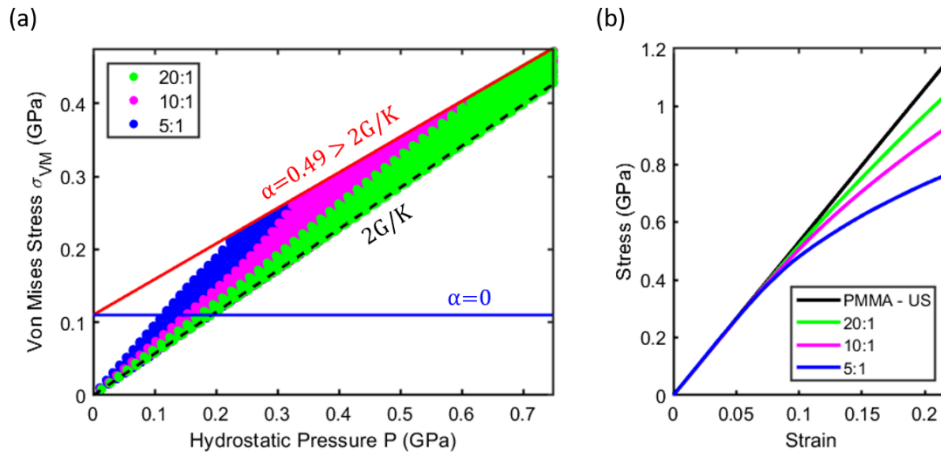 (a)
(b)
20:1
10:1
5:1
α=0.49 > 2G/K
2G/K
α=0
Von Mises Stress σVM (GPa)
0.4
0.3
0.2
0.1
0
0 0.1 0.2 0.3 0.4 0.5 0.6 0.7
Hydrostatic Pressure P (GPa)
Stress (GPa)
1.2
1
0.8
0.6
0.4
0.2
0
PMMA - US
20:1
10:1
5:1
0 0.05 0.1 0.15 0.2
Strain